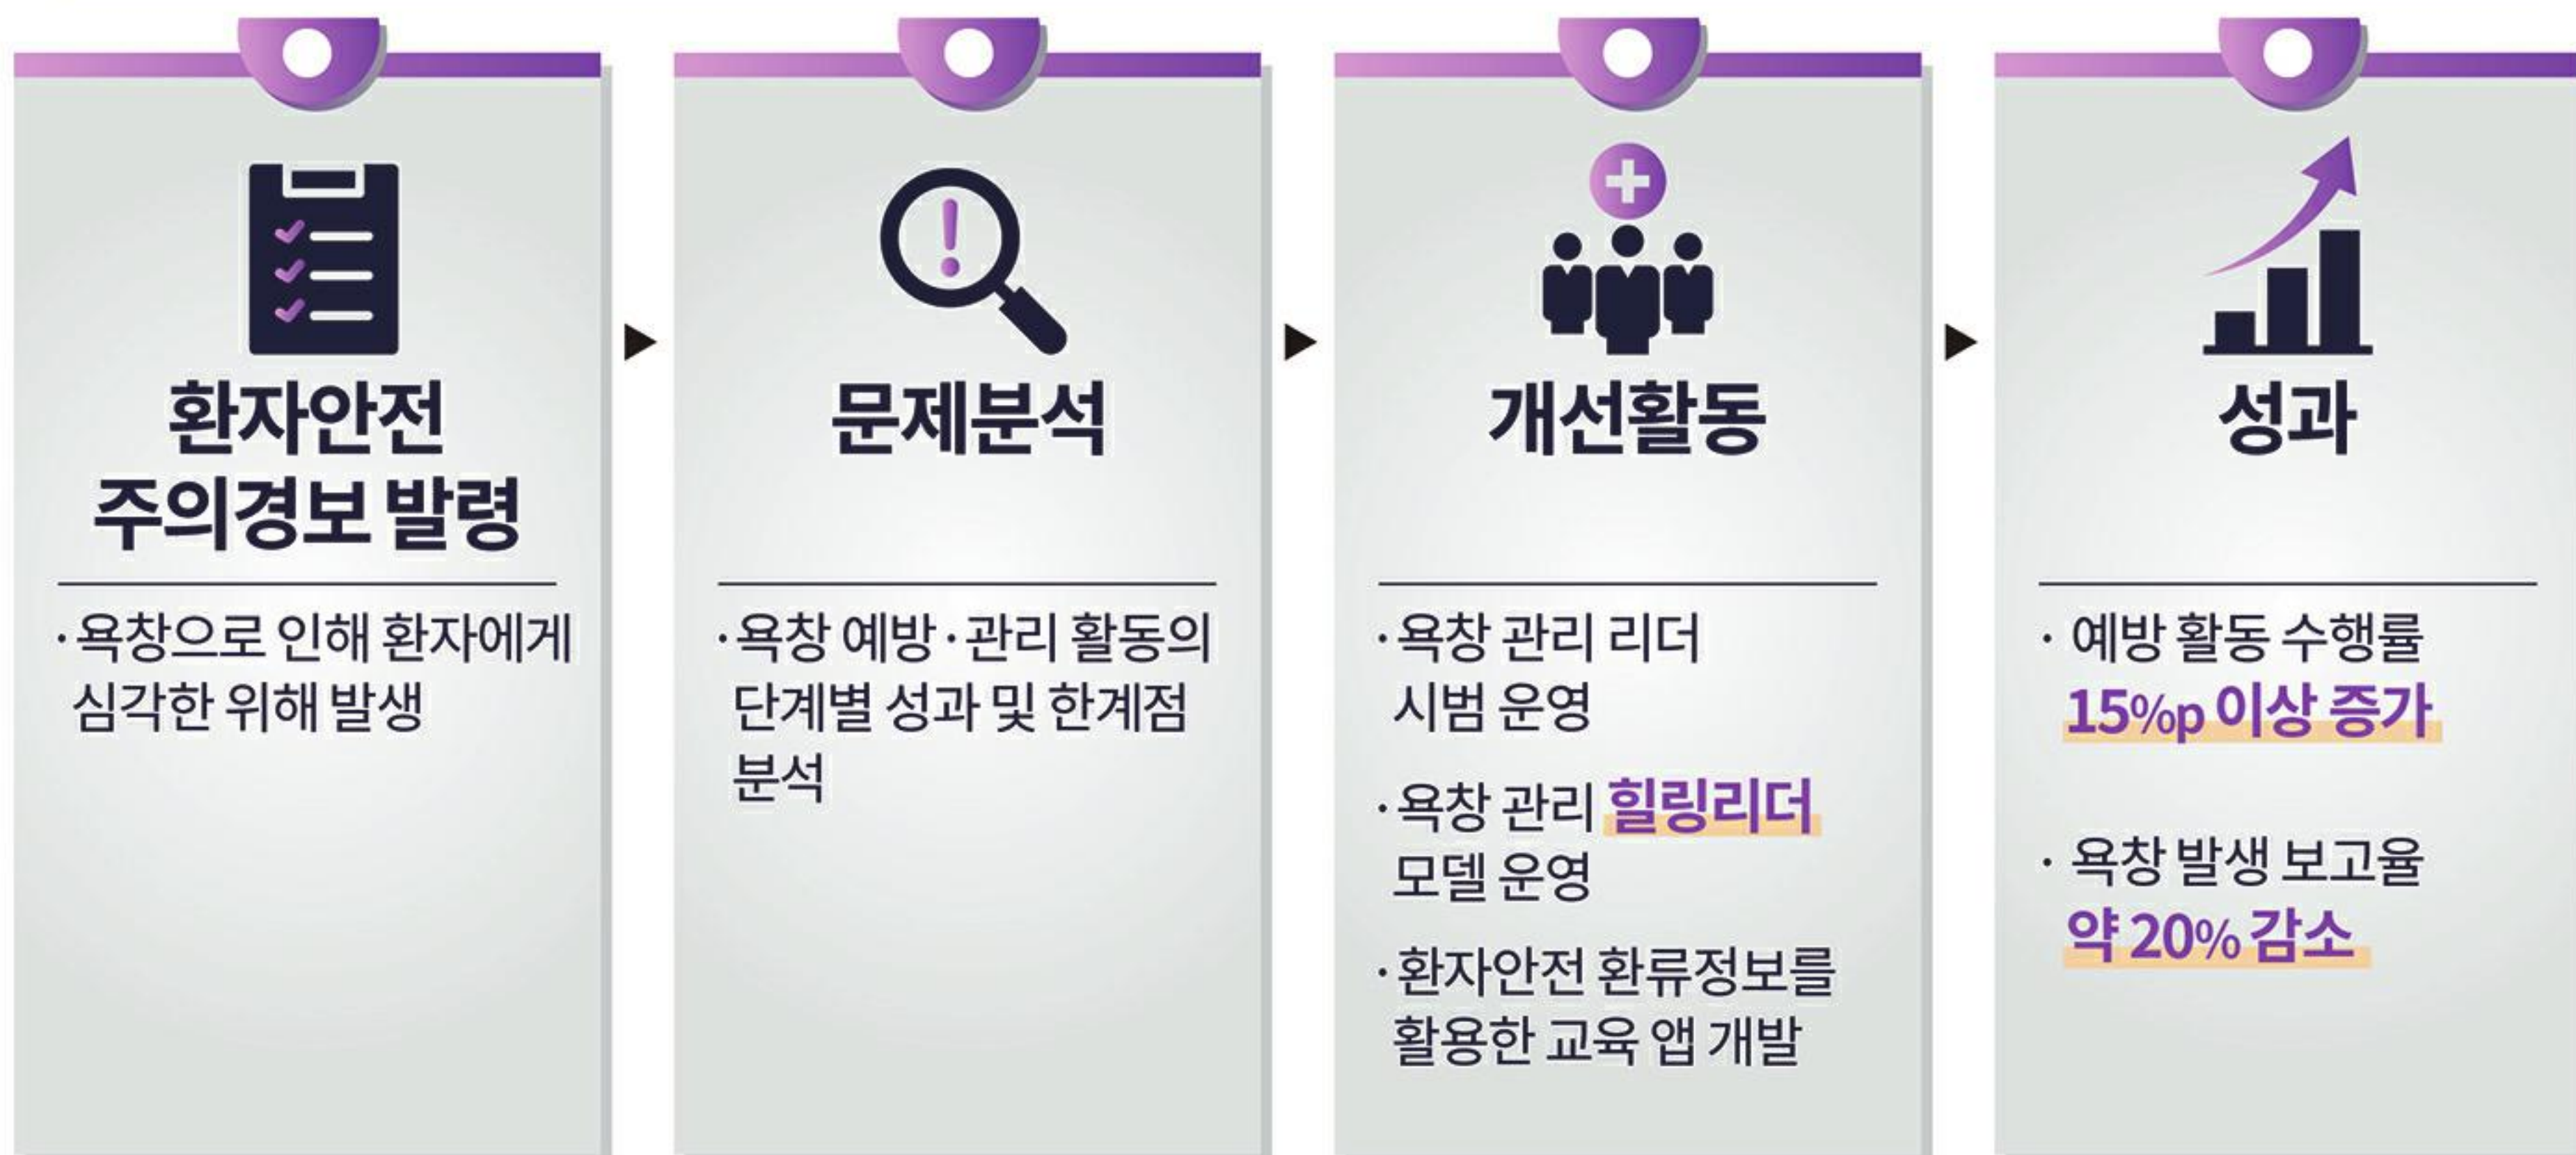 환자안전
주의경보 발령
·욕창으로 인해 환자에게
심각한 위해 발생
문제분석
·욕창 예방·관리 활동의
단계별 성과 및 한계점
분석
개선활동
·욕창 관리 리더
시범 운영
·욕창 관리 힐링리더
모델 운영
·환자안전 환류정보를
활용한 교육 앱 개발
성과
· 예방 활동 수행률
15%p 이상 증가
· 욕창 발생 보고율
약 20% 감소